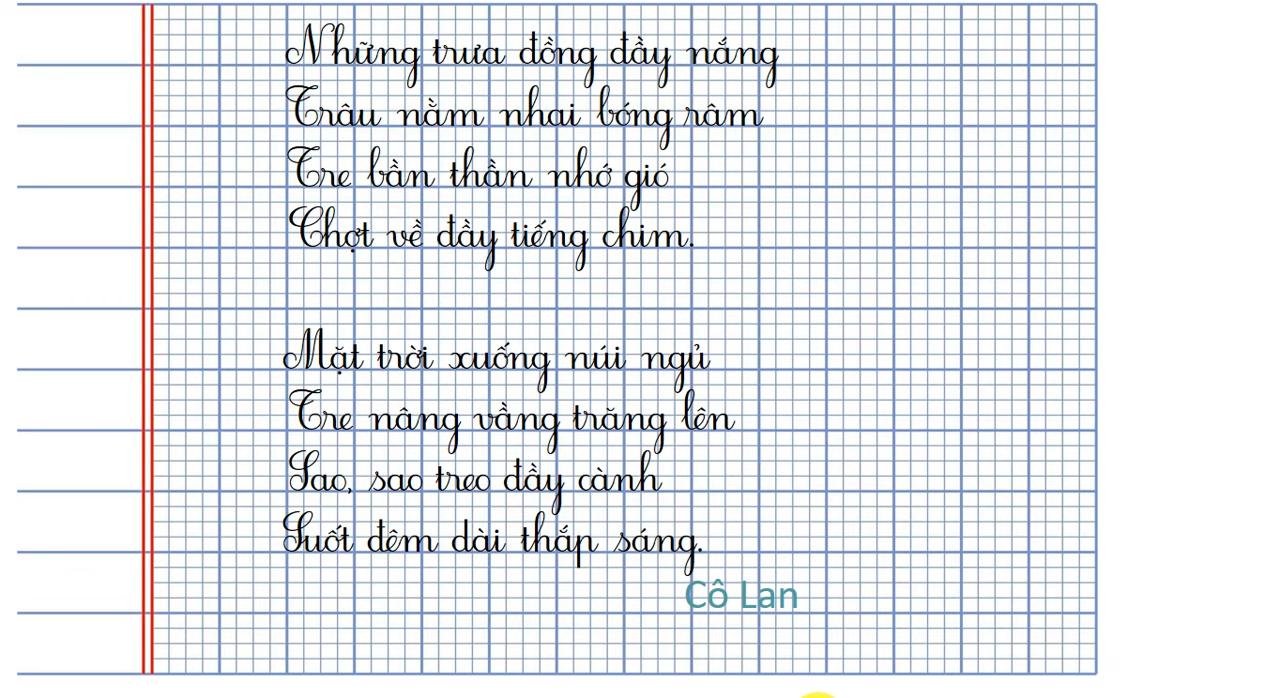 Những trưa đồng đầy nắng
Trâu nằm nhai bóng râm
Tre bần thần nhớ gió
Chợt về đầy tiếng chim.
Mặt trời xuống núi ngủ
Tre nâng vầng trăng lên
Sao, sao treo đầy cành
Suốt đêm dài thắp sáng.
Cô Lan